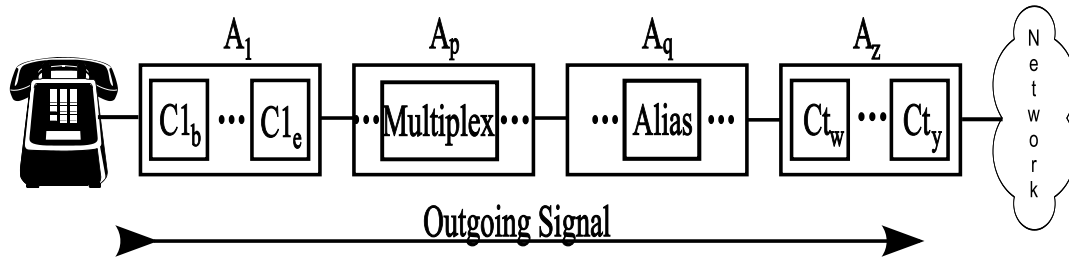 A1 Ap Aq Az
C1b ... C1e ...Multiplex... ...Alias... Ctw ... Cty
Network
Outgoing Signal